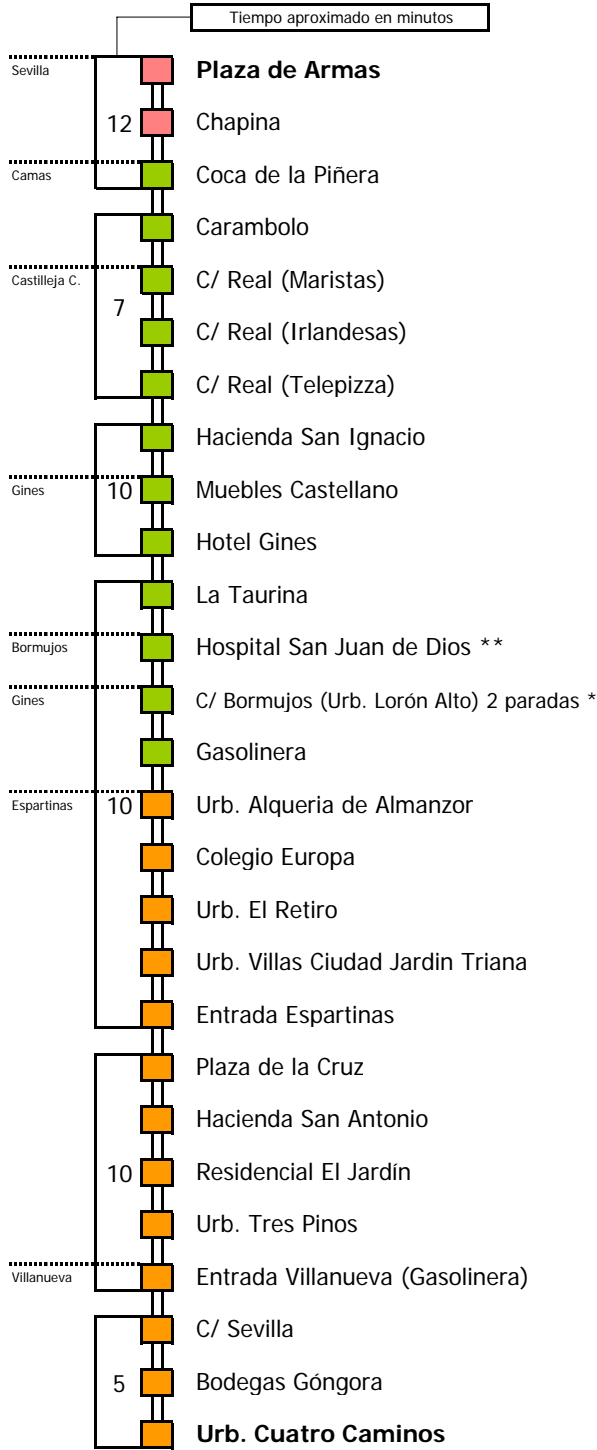 Tiempo aproximado en minutos
Sevilla
Plaza de Armas
12
Chapina
Camas
Coca de la Piñera
Carambolo
Castilleja C.
C/ Real (Maristas)
7
C/ Real (Irlandesas)
C/ Real (Telepizza)
Hacienda San Ignacio
Gines
10
Muebles Castellano
Hotel Gines
La Taurina
Bormujos
Hospital San Juan de Dios **
Gines
C/ Bormujos (Urb. Lorón Alto) 2 paradas *
Gasolinera
Espartinas
10
Urb. Alqueria de Almanzor
Colegio Europa
Urb. El Retiro
Urb. Villas Ciudad Jardin Triana
Entrada Espartinas
Plaza de la Cruz
Hacienda San Antonio
10
Residencial El Jardín
Urb. Tres Pinos
Villanueva
Entrada Villanueva (Gasolinera)
C/ Sevilla
5
Bodegas Góngora
Urb. Cuatro Caminos